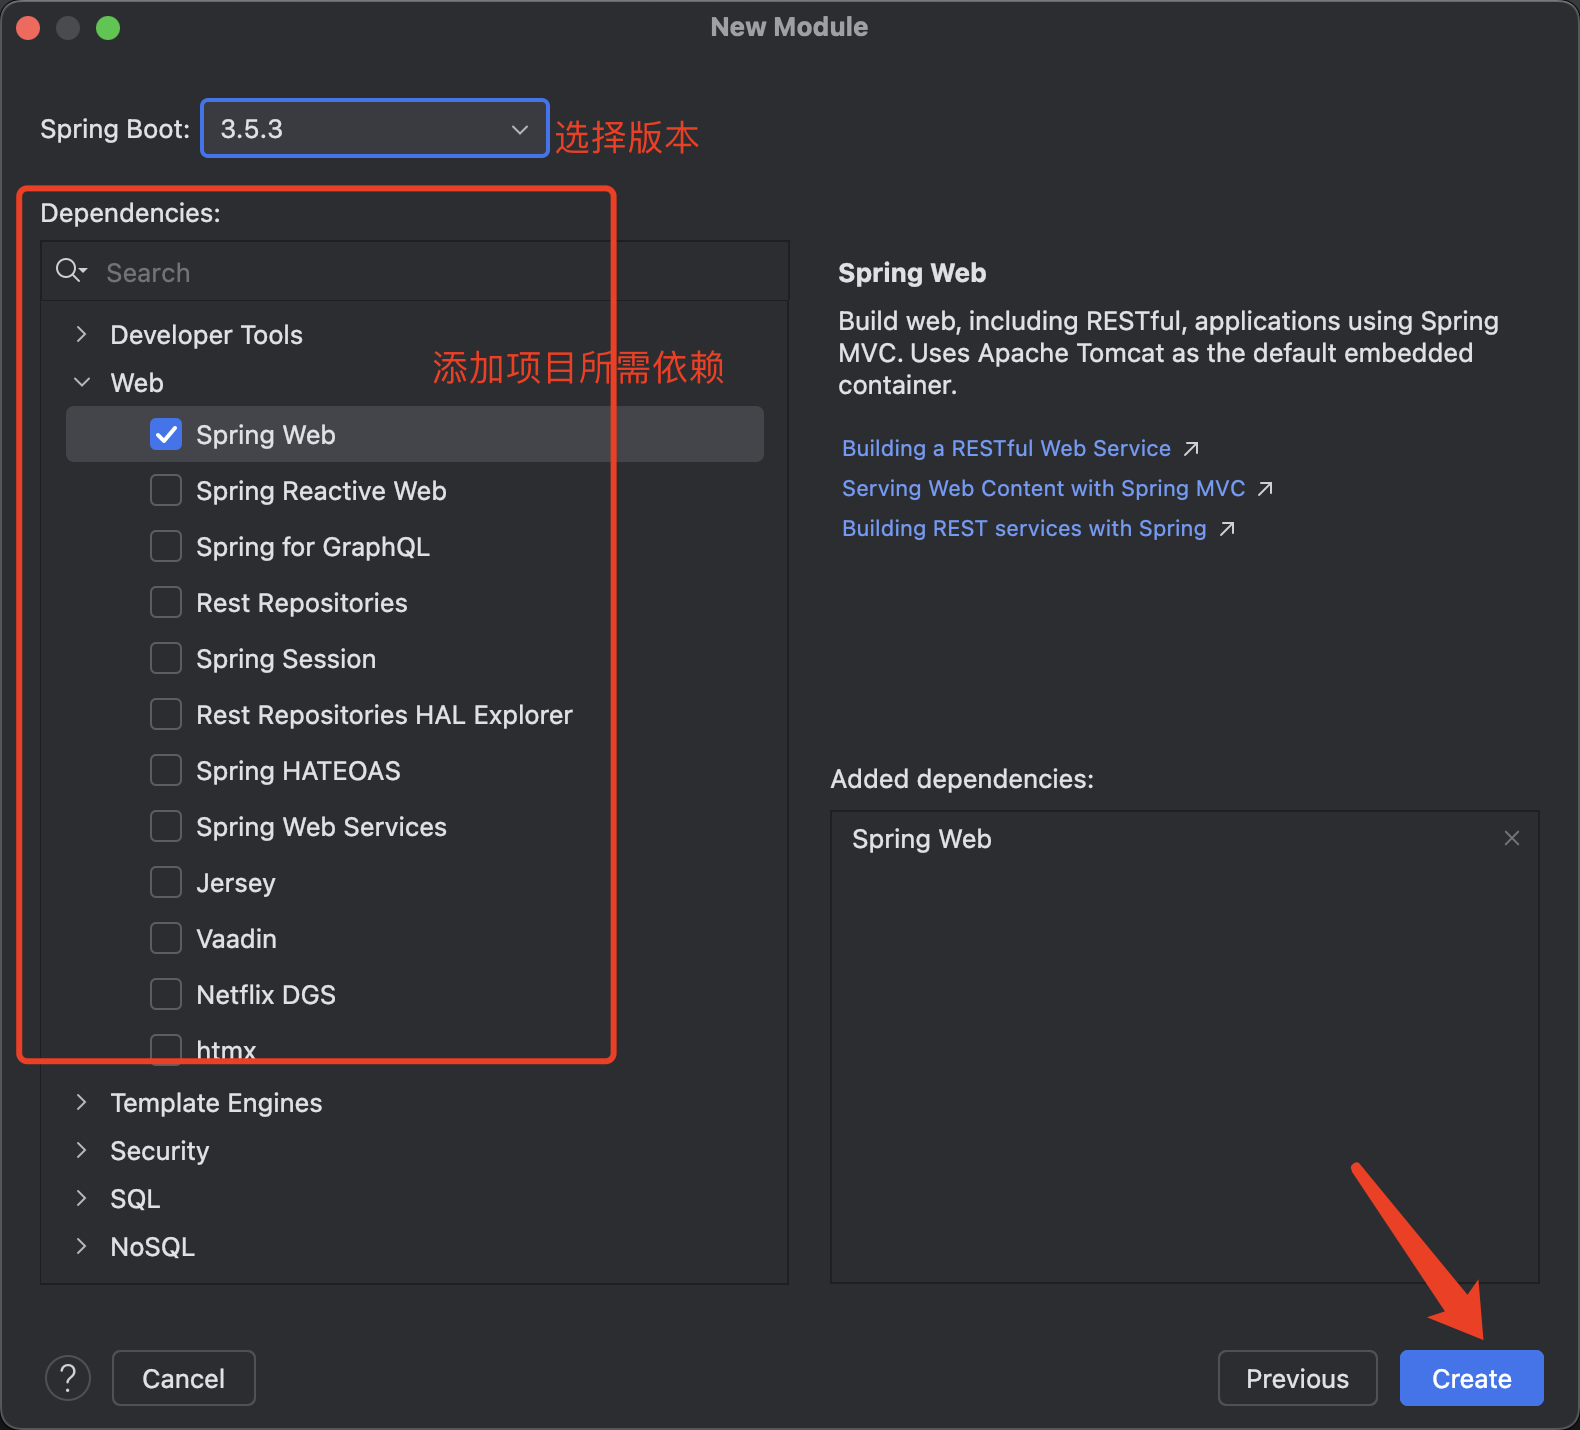 New Module
Spring Boot:
3.5.3
选择版本
Dependencies:
Search
Developer Tools
添加项目所需依赖
Web
Spring Web
Spring Reactive Web
Spring for GraphQL
Rest Repositories
Spring Session
Rest Repositories HAL Explorer
Spring HATEOAS
Spring Web Services
Jersey
Vaadin
Netflix DGS
htmx
Template Engines
Security
SQL
NoSQL
Spring Web
Build web, including RESTful, applications using Spring
MVC. Uses Apache Tomcat as the default embedded
container.
Building a RESTful Web Service
Serving Web Content with Spring MVC
Building REST services with Spring
Added dependencies:
Spring Web
?
Cancel
Previous
Create